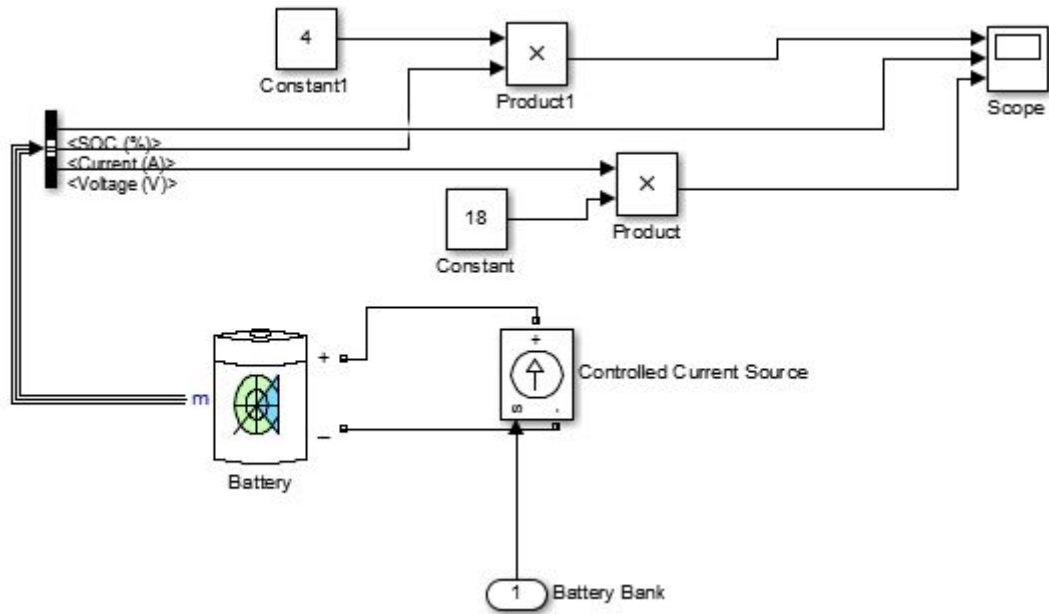 4
Constant1
×
Product1
Scope
<SOC (%)>
<Current (A)>
<Voltage (V)>
×
Product
18
Constant
+
−
m
Battery
+
s
-
Controlled Current Source
1
Battery Bank